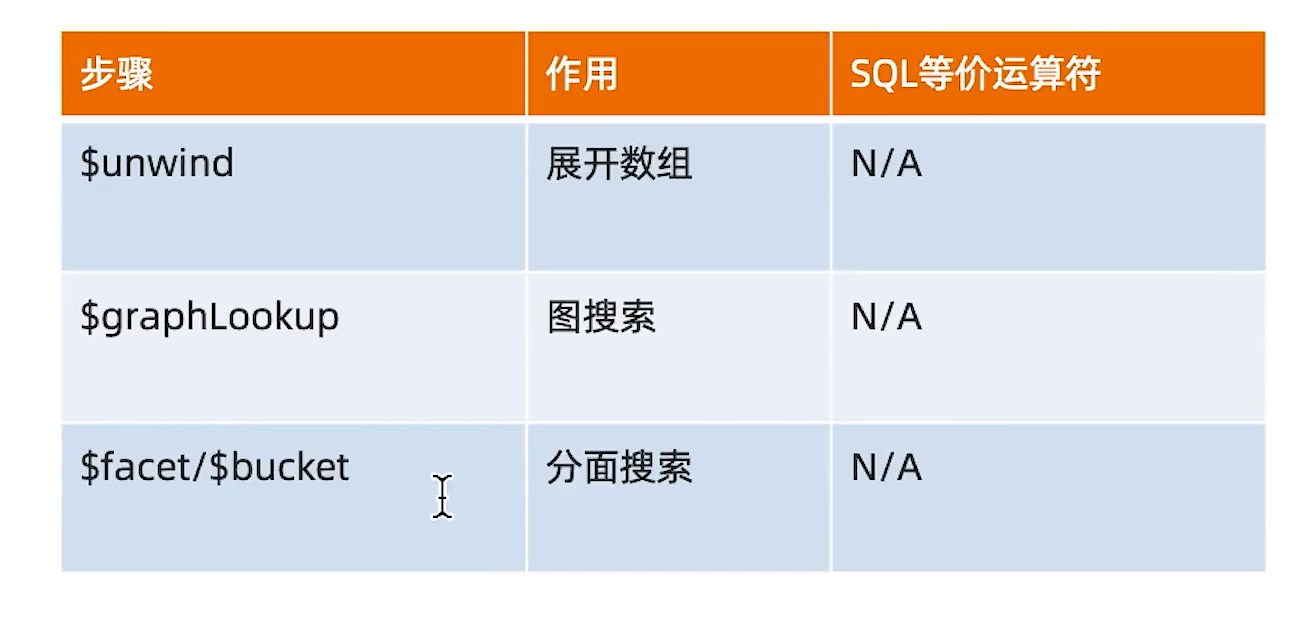 步骤 作用 SQL等价运算符
$unwind 展开数组 N/A
$graphLookup 图搜索 N/A
$facet/$bucket 分面搜索 N/A